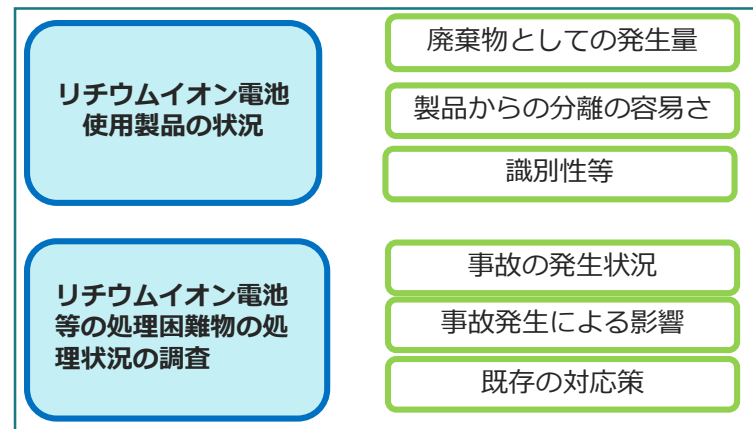 リチウムイオン電池
使用製品の状況
廃棄物としての発生量
製品からの分離の容易さ
識別性等
リチウムイオン電池
等の処理困難物の処
理状況の調査
事故の発生状況
事故発生による影響
既存の対応策